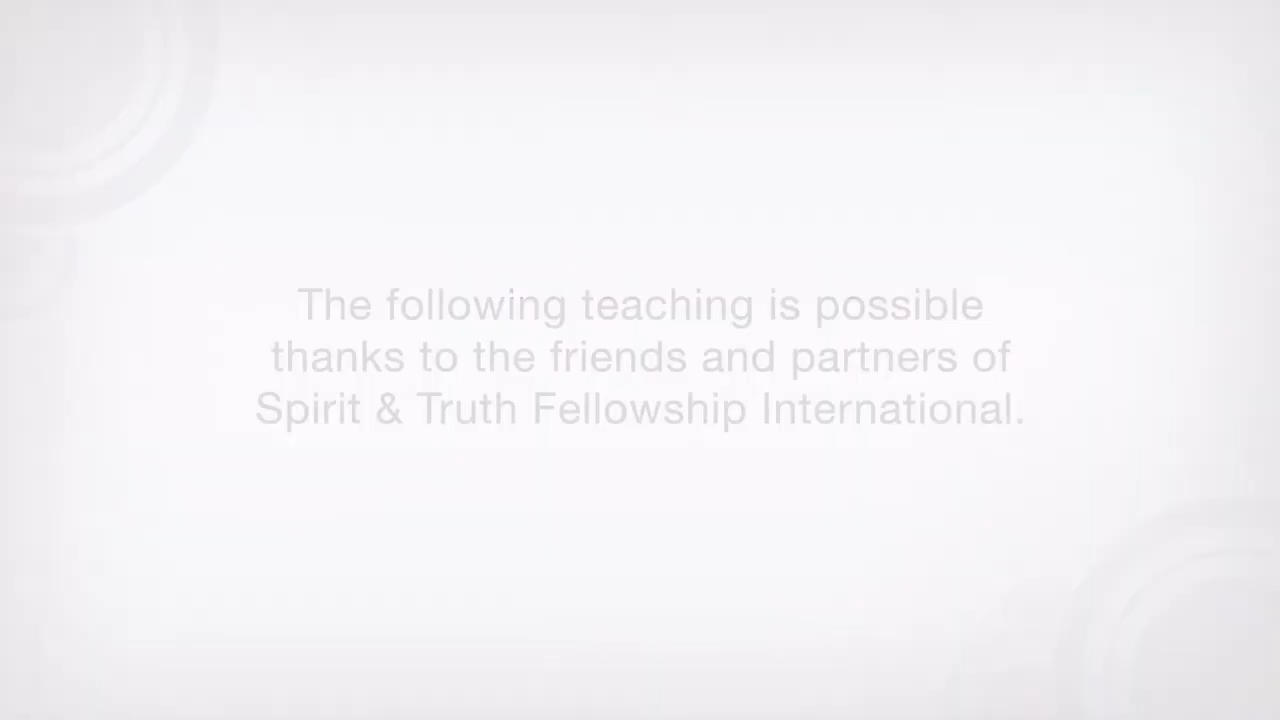 The following teaching is possible
thanks to the friends and partners of
Spirit & Truth Fellowship International.